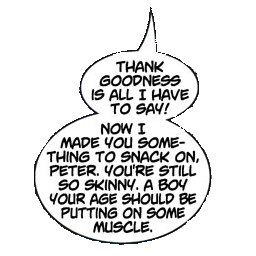 THANK
GOODNESS
IS ALL I HAVE
TO SAY!
NOW I
MADE YOU SOME-
THING TO SNACK ON,
PETER. YOU'RE STILL
SO SKINNY. A BOY
YOUR AGE SHOULD BE
PUTTING ON SOME
MUSCLE.